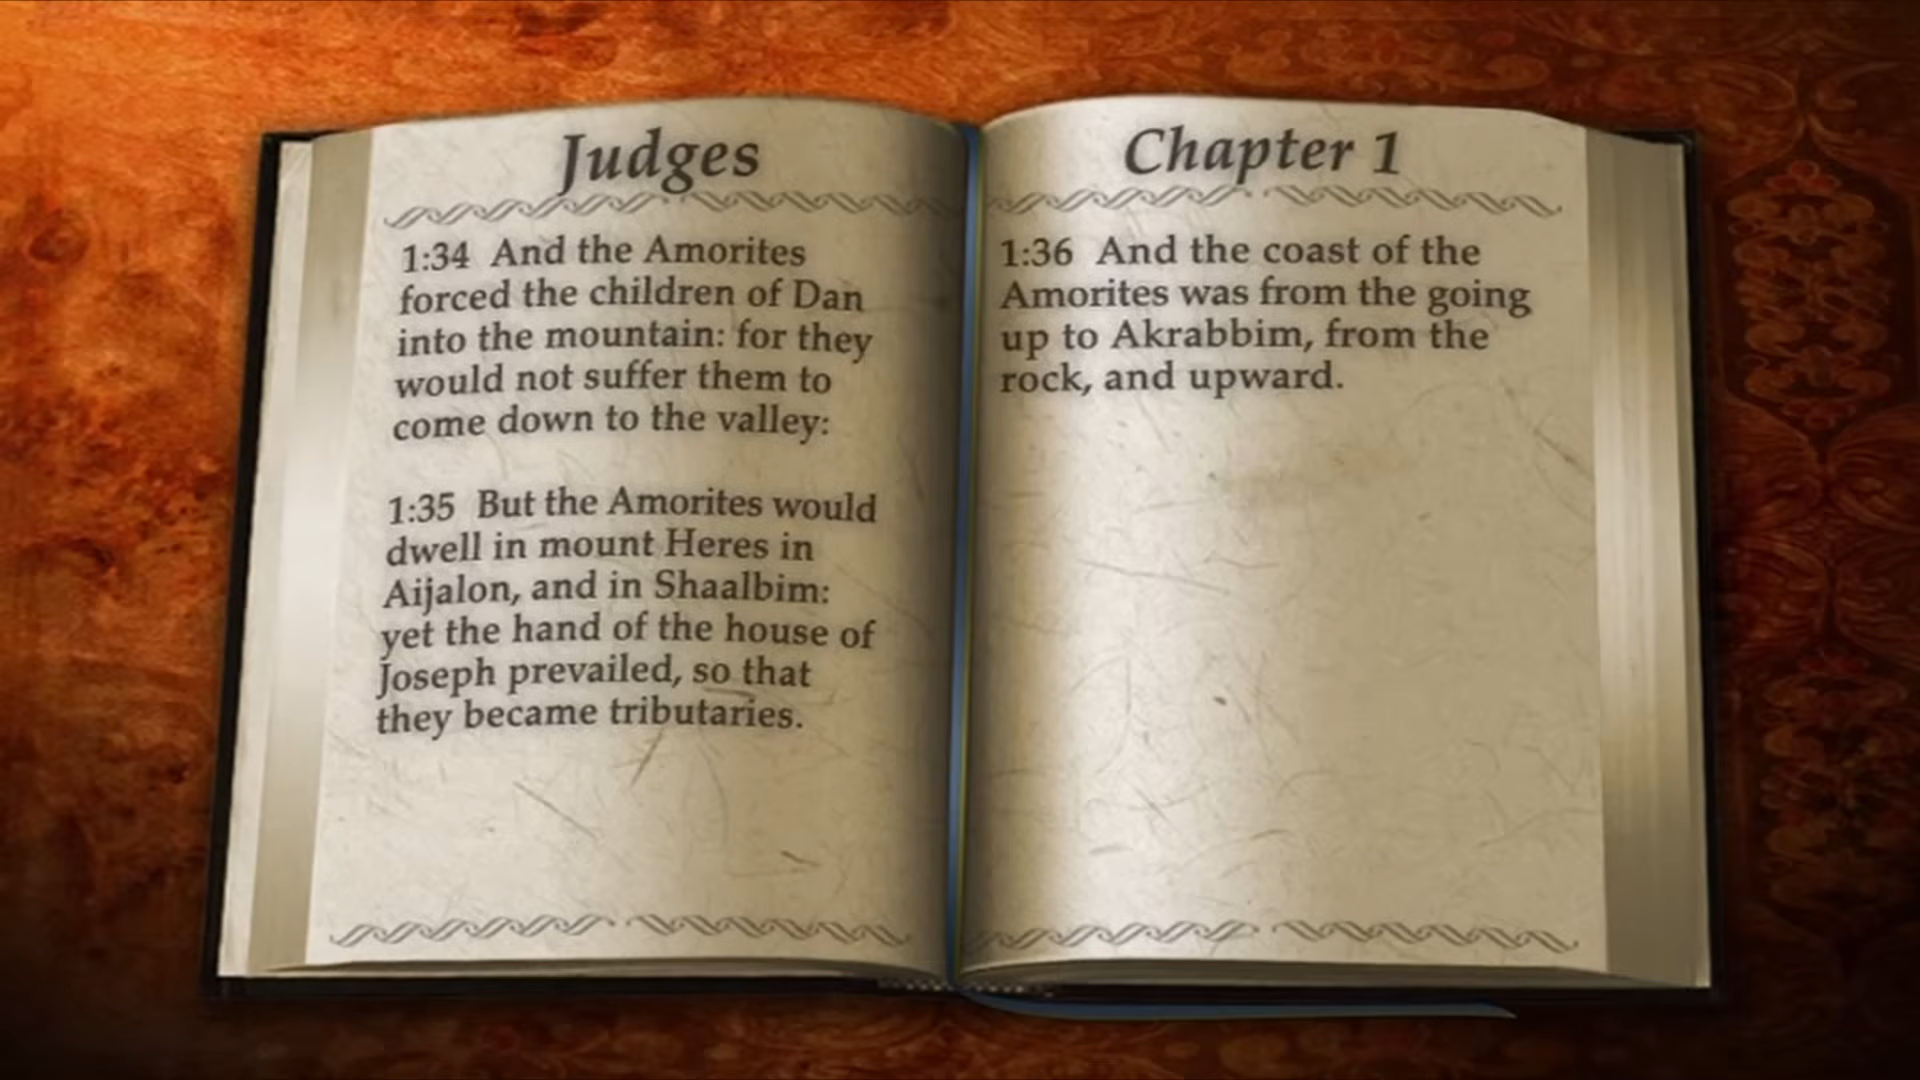 Judges
1:34 And the Amorites
forced the children of Dan
into the mountain: for they
would not suffer them to
come down to the valley:
1:35 But the Amorites would
dwell in mount Heres in
Aijalon, and in Shaalbim:
yet the hand of the house of
Joseph prevailed, so that
they became tributaries.
Chapter 1
1:36 And the coast of the
Amorites was from the going
up to Akrabbim, from the
rock, and upward.